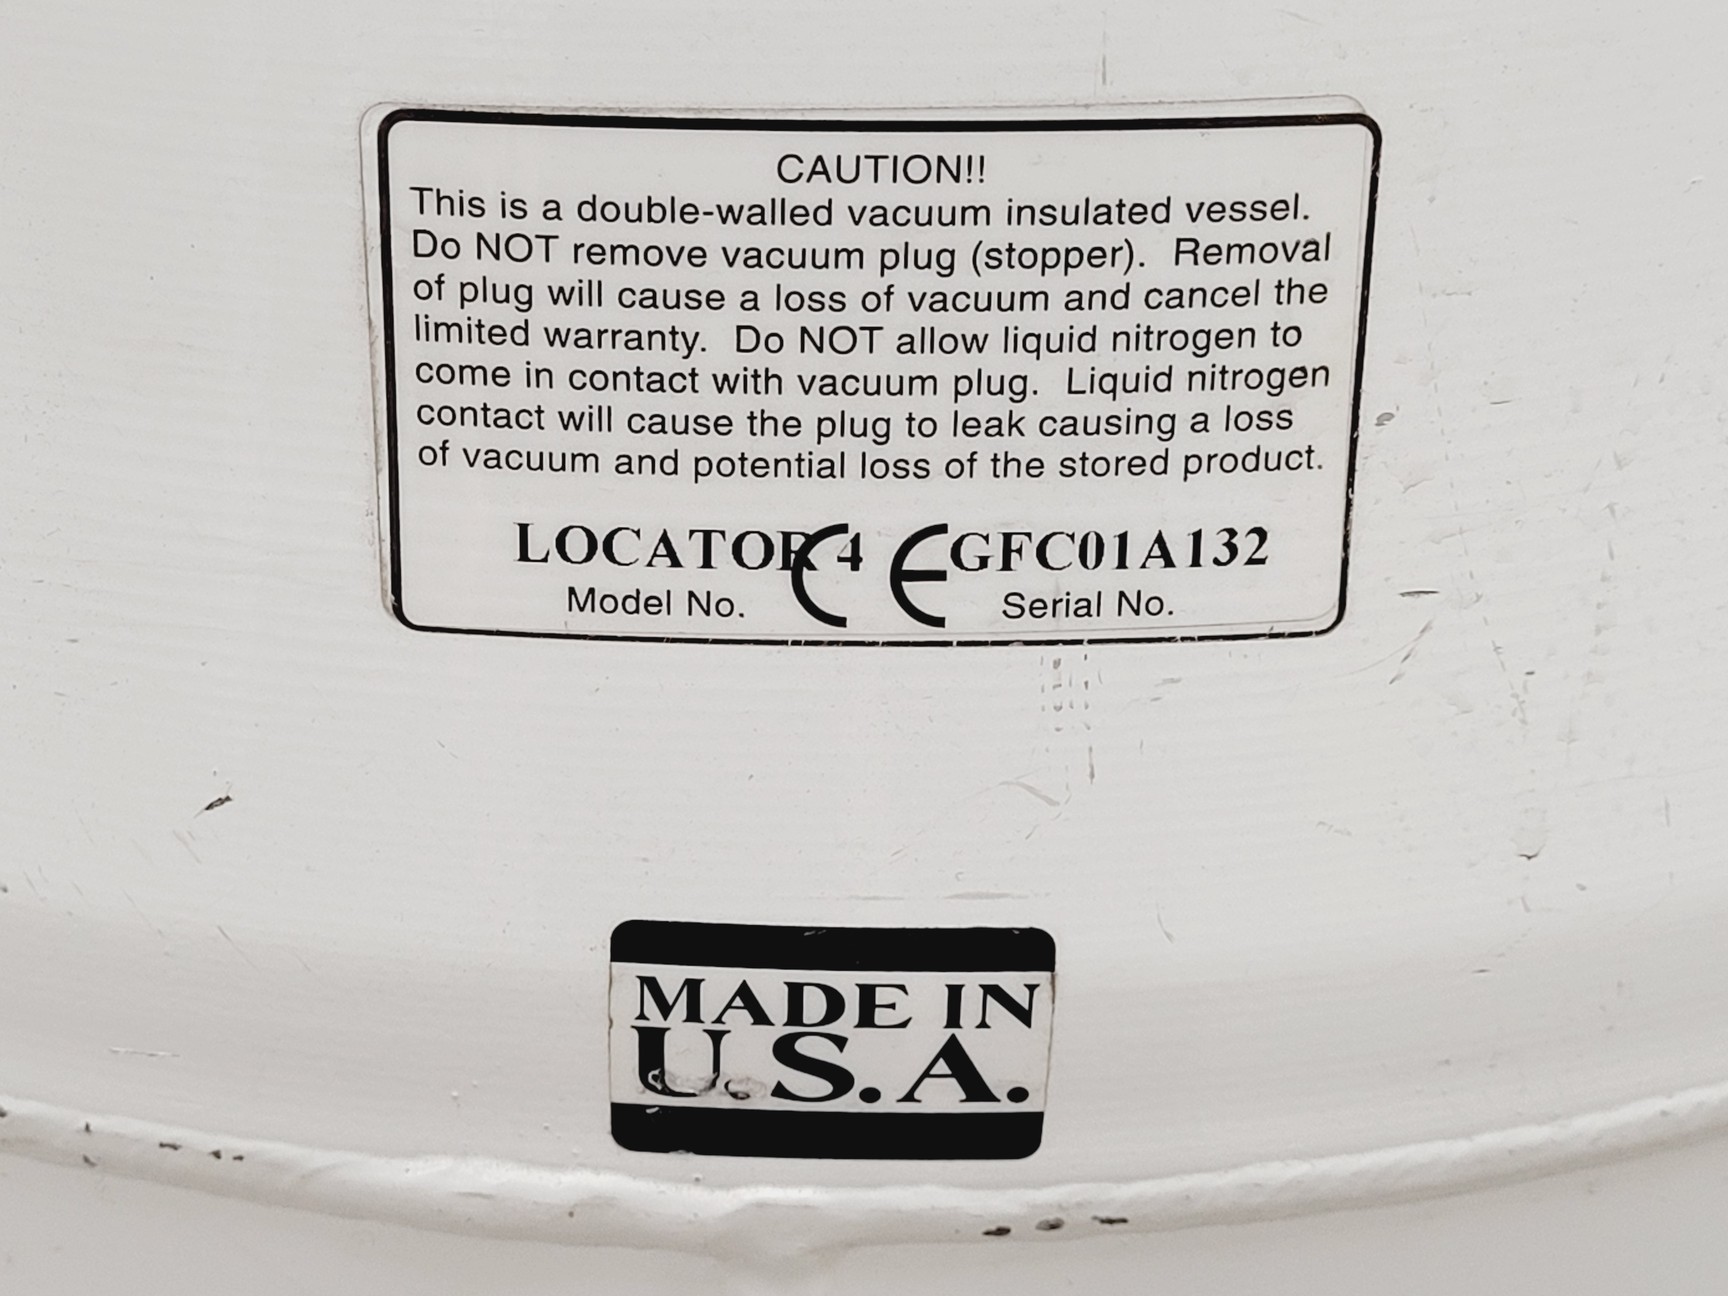 CAUTION!!
This is a double-walled vacuum insulated vessel.
Do NOT remove vacuum plug (stopper).  Removal
of plug will cause a loss of vacuum and cancel the
limited warranty.  Do NOT allow liquid nitrogen to
come in contact with vacuum plug.  Liquid nitrogen
contact will cause the plug to leak causing a loss
of vacuum and potential loss of the stored product.
LOCATOR 4 CE GFC01A132
Model No. Serial No.
MADE IN
U.S.A.